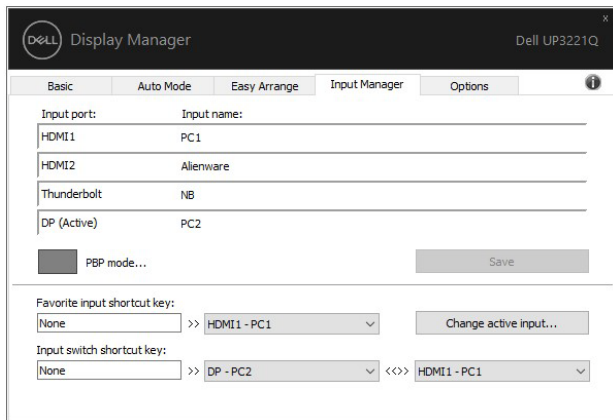 DELL Display Manager Dell UP3221Q x
Basic Auto Mode Easy Arrange Input Manager Options i
Input port: Input name:
HDMI1 PC1
HDMI2 Alienware
Thunderbolt NB
DP (Active) PC2
PBP mode... Save
Favorite input shortcut key:
None >> HDMI1 - PC1 Change active input...
Input switch shortcut key:
None >> DP - PC2 <<>> HDMI1 - PC1